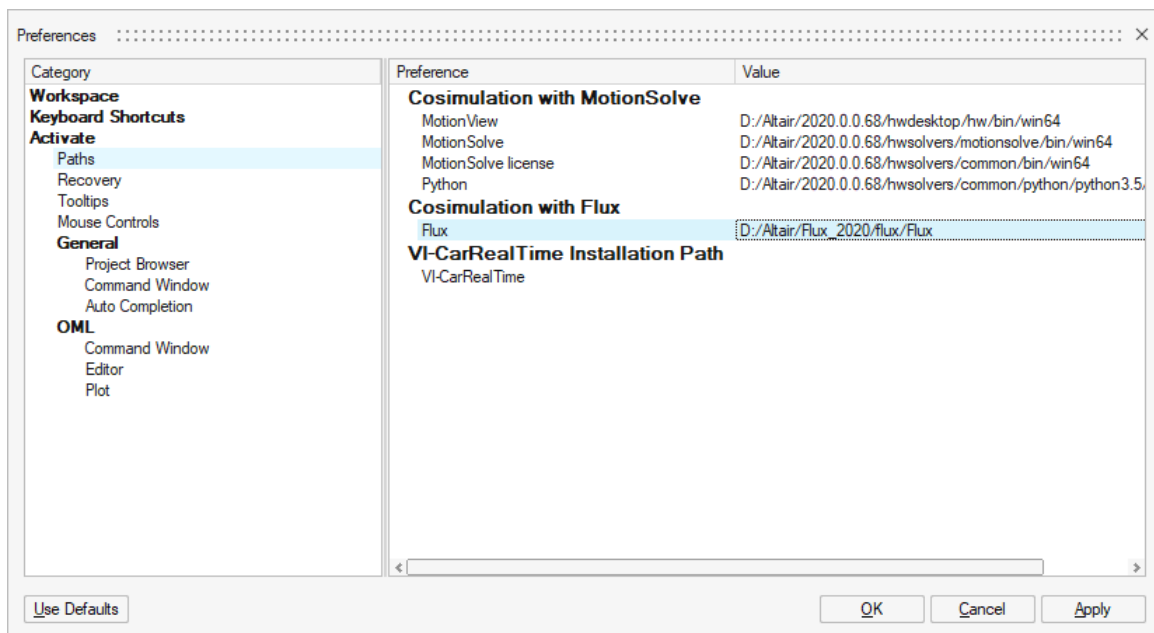 Preferences
Category
Workspace
Keyboard Shortcuts
Activate
Paths
Recovery
Tooltips
Mouse Controls
General
Project Browser
Command Window
Auto Completion
OML
Command Window
Editor
Plot
Preference Value
Cosimulation with MotionSolve
MotionView D:/Altair/2020.0.0.68/hwdesktop/hw/bin/win64
MotionSolve D:/Altair/2020.0.0.68/hwsolvers/motionsolve/bin/win64
MotionSolve license D:/Altair/2020.0.0.68/hwsolvers/common/bin/win64
Python D:/Altair/2020.0.0.68/hwsolvers/common/python/python3.5/
Cosimulation with Flux
Flux D:/Altair/Flux_2020/flux/Flux
VI-CarRealTime Installation Path
VI-CarRealTime
Use Defaults OK Cancel Apply